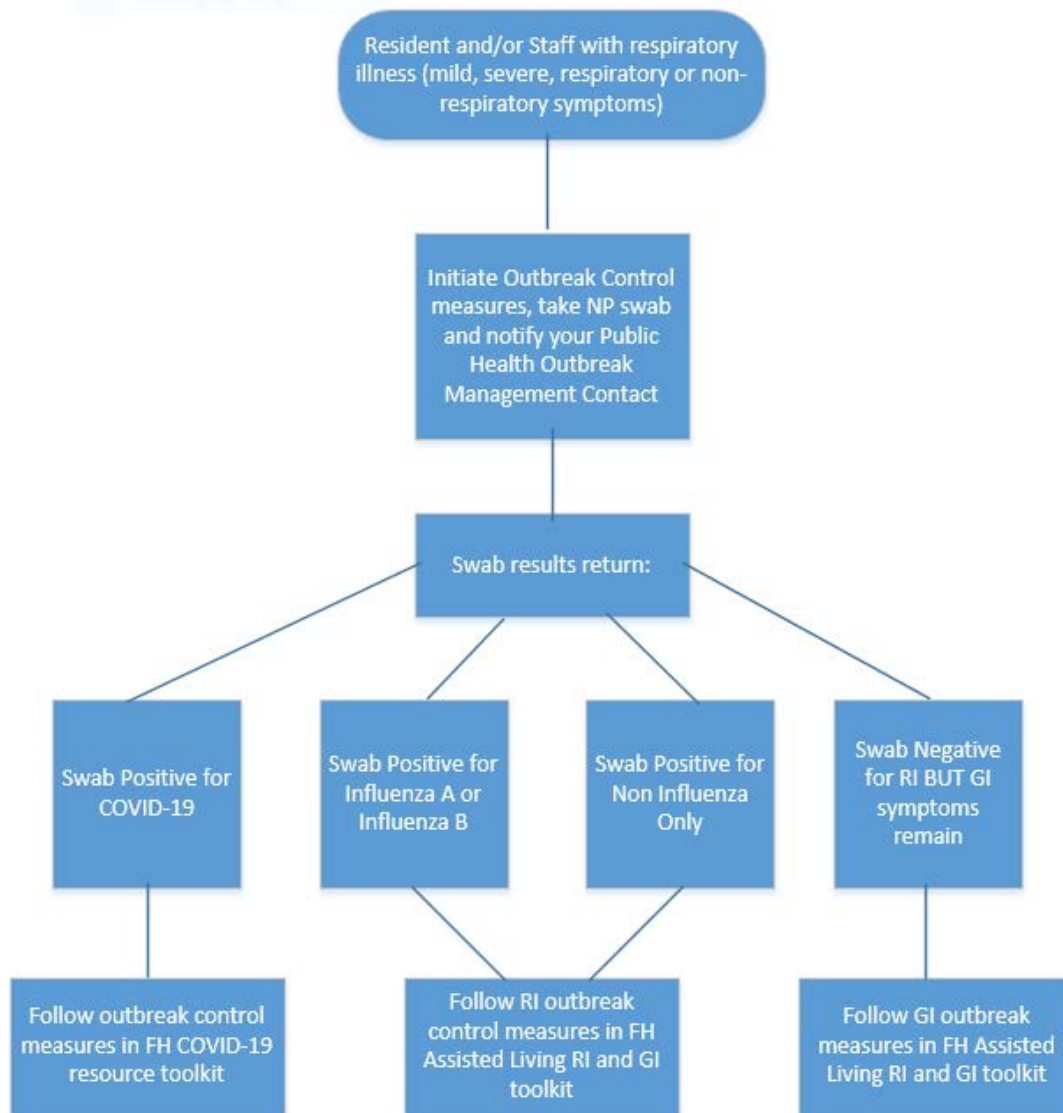 Resident and/or Staff with respiratory
illness (mild, severe, respiratory or non-
respiratory symptoms)
Initiate Outbreak Control
measures, take NP swab
and notify your Public
Health Outbreak
Management Contact
Swab results return:
Swab Positive for
COVID-19
Swab Positive for
Influenza A or
Influenza B
Swab Positive for
Non Influenza
Only
Swab Negative
for RI BUT GI
symptoms
remain
Follow outbreak control
measures in FH COVID-19
resource toolkit
Follow RI outbreak
control measures in FH
Assisted Living RI and GI
toolkit
Follow GI outbreak
measures in FH Assisted
Living RI and GI toolkit